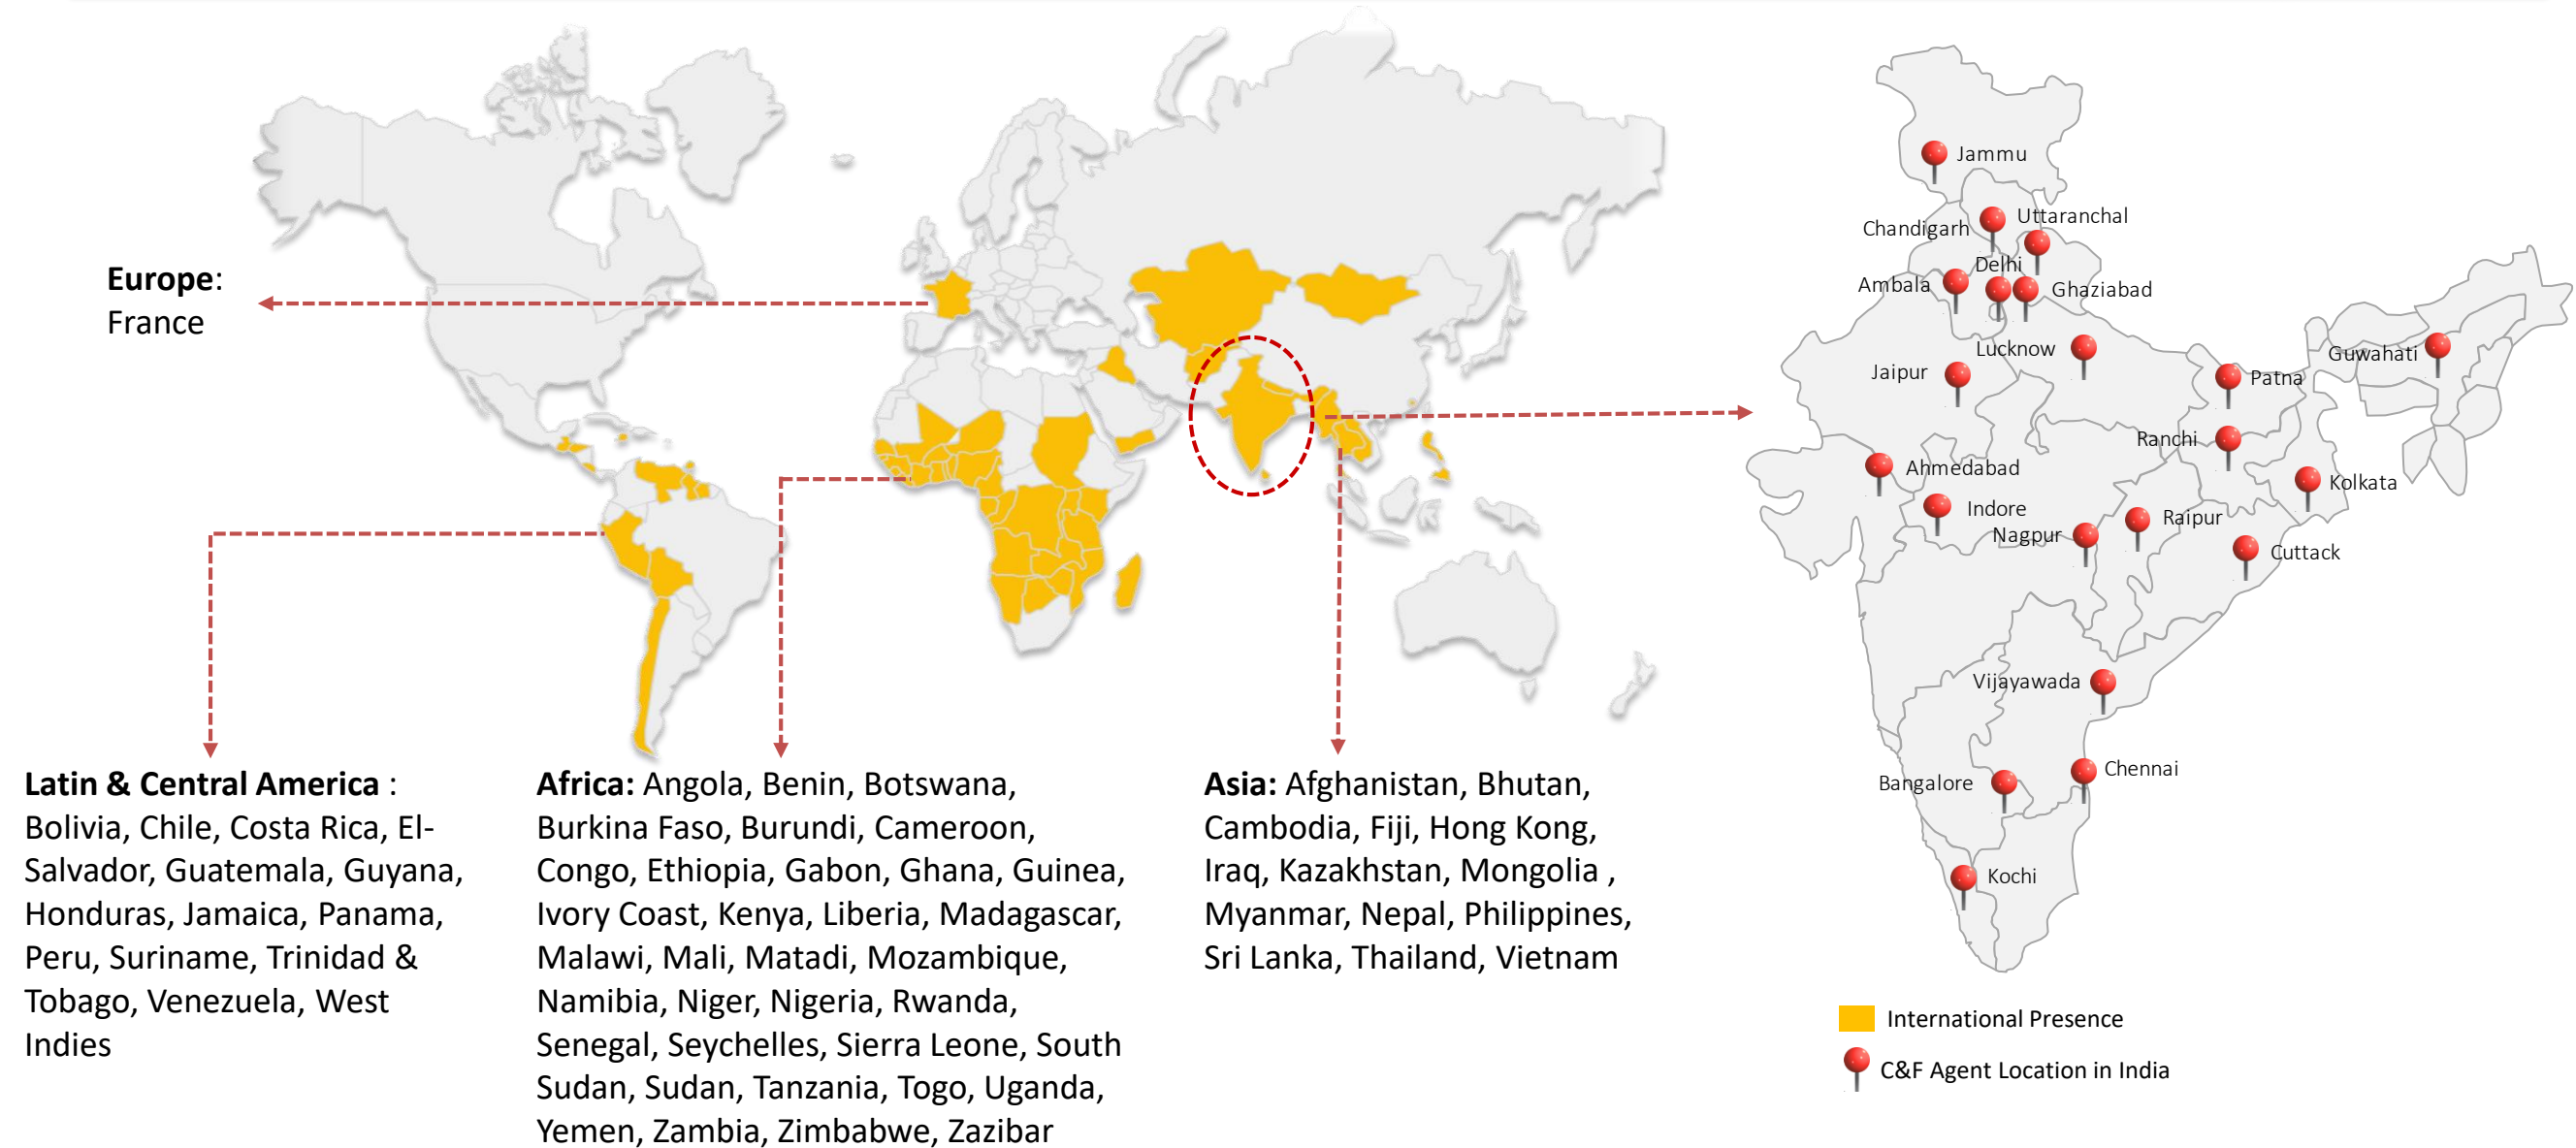 Europe:
France
Latin & Central America :
Bolivia, Chile, Costa Rica, El-
Salvador, Guatemala, Guyana,
Honduras, Jamaica, Panama,
Peru, Suriname, Trinidad &
Tobago, Venezuela, West
Indies
Africa: Angola, Benin, Botswana,
Burkina Faso, Burundi, Cameroon,
Congo, Ethiopia, Gabon, Ghana, Guinea,
Ivory Coast, Kenya, Liberia, Madagascar,
Malawi, Mali, Matadi, Mozambique,
Namibia, Niger, Nigeria, Rwanda,
Senegal, Seychelles, Sierra Leone, South
Sudan, Sudan, Tanzania, Togo, Uganda,
Yemen, Zambia, Zimbabwe, Zazibar
Asia: Afghanistan, Bhutan,
Cambodia, Fiji, Hong Kong,
Iraq, Kazakhstan, Mongolia ,
Myanmar, Nepal, Philippines,
Sri Lanka, Thailand, Vietnam
Jammu
Uttaranchal
Chandigarh
Delhi
Ambala
Ghaziabad
Lucknow
Guwahati
Jaipur
Patna
Ranchi
Ahmedabad
Kolkata
Indore
Raipur
Nagpur
Cuttack
Vijayawada
Chennai
Bangalore
Kochi
International Presence
C&F Agent Location in India